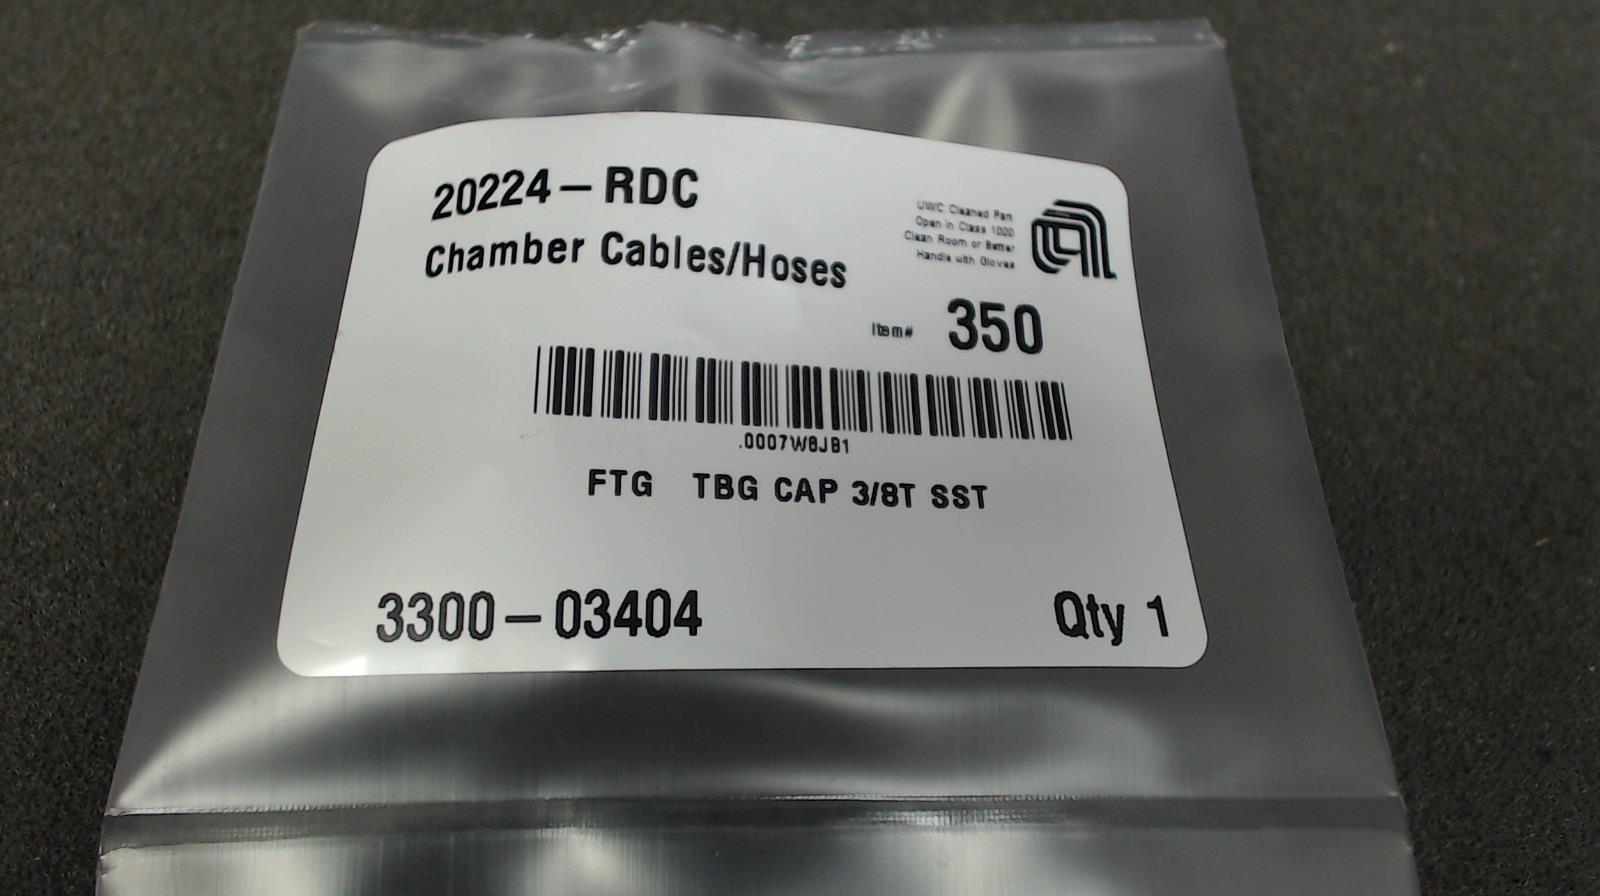 20224-RDC
Chamber Cables/Hoses
UWC Cleaned Part
Open in Class 1000
Clean Room or Better
Handle with Gloves
Item# 350
.0007W8JB1
FTG TBG CAP 3/8T SST
3300-03404
Qty 1